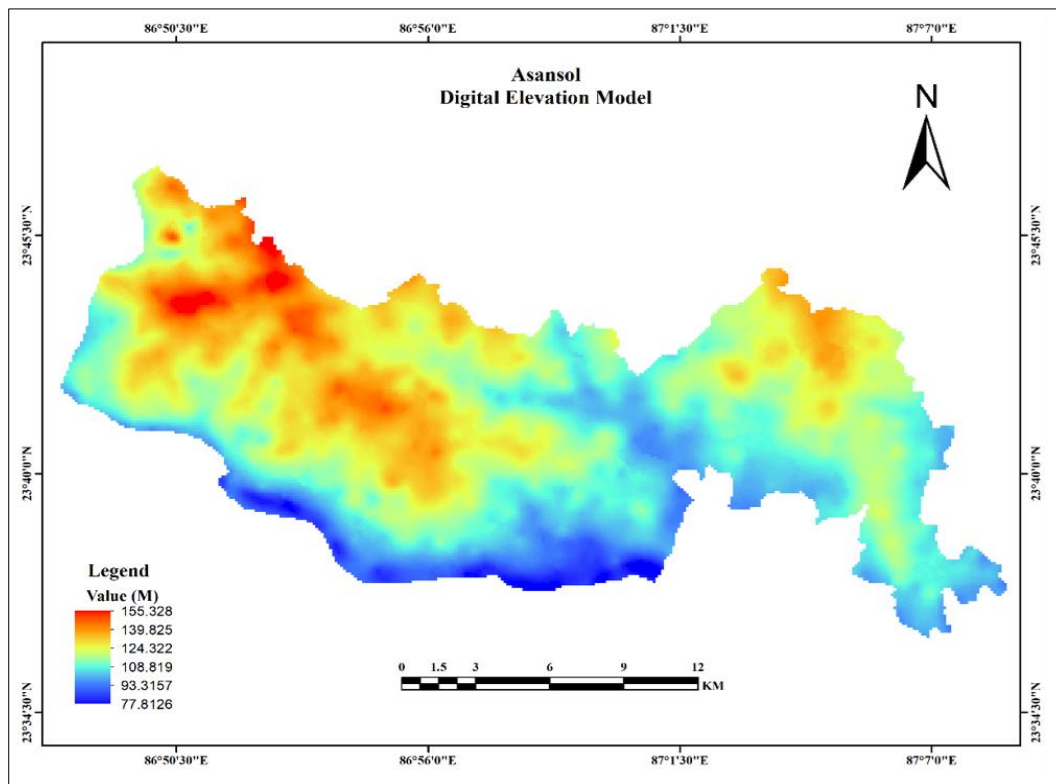 86°50'30"E 86°56'0"E 87°1'30"E 87°7'0"E
Asansol
Digital Elevation Model
N
23°45'30"N 23°45'30"N
23°40'0"N 23°40'0"N
23°34'30"N 23°34'30"N
Legend
Value (M)
155.328
139.825
124.322
108.819
93.3157
77.8126
0 1.5 3 6 9 12
KM
86°50'30"E 86°56'0"E 87°1'30"E 87°7'0"E